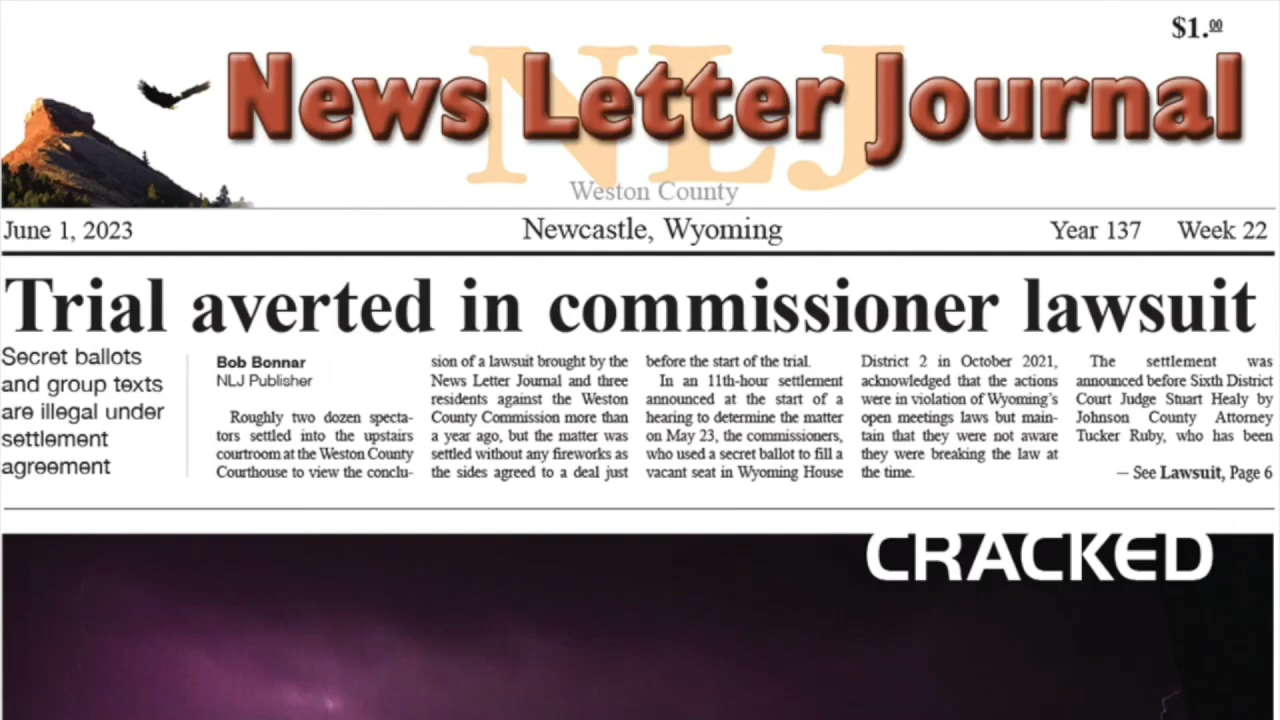 $1.00
NLJ
News Letter Journal
Weston County
June 1, 2023 Newcastle, Wyoming Year 137 Week 22
Trial averted in commissioner lawsuit
Secret ballots
and group texts
are illegal under
settlement
agreement
Bob Bonnar
NLJ Publisher
Roughly two dozen specta-
tors settled into the upstairs
courtroom at the Weston County
Courthouse to view the conclu-
sion of a lawsuit brought by the
News Letter Journal and three
residents against the Weston
County Commission more than
a year ago, but the matter was
settled without any fireworks as
the sides agreed to a deal just
before the start of the trial.
In an 11th-hour settlement
announced at the start of a
hearing to determine the matter
on May 23, the commissioners,
who used a secret ballot to fill a
vacant seat in Wyoming House
District 2 in October 2021,
acknowledged that the actions
were in violation of Wyoming's
open meetings laws but main-
tain that they were not aware
they were breaking the law at
the time.
The settlement was
announced before Sixth District
Court Judge Stuart Healy by
Johnson County Attorney
Tucker Ruby, who has been
— See Lawsuit, Page 6
CRACKED